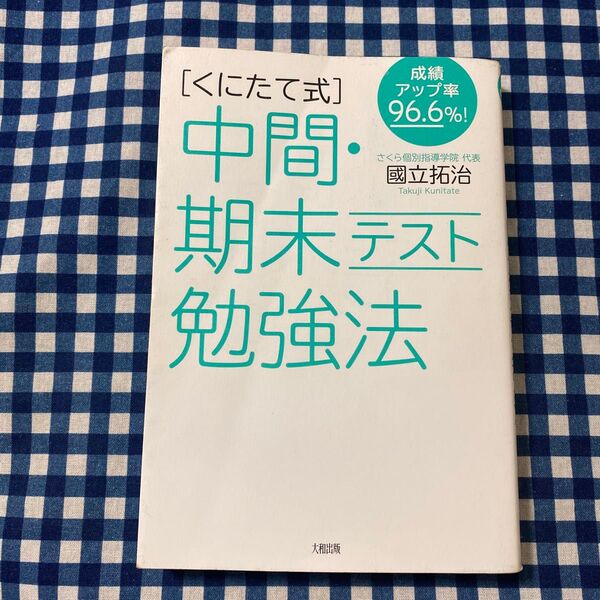 [くにたて式]
成績
アップ率
96.6%!
中間・
期末テスト
勉強法
さくら個別指導学院 代表
國立拓治
Takuji Kunitate
大和出版